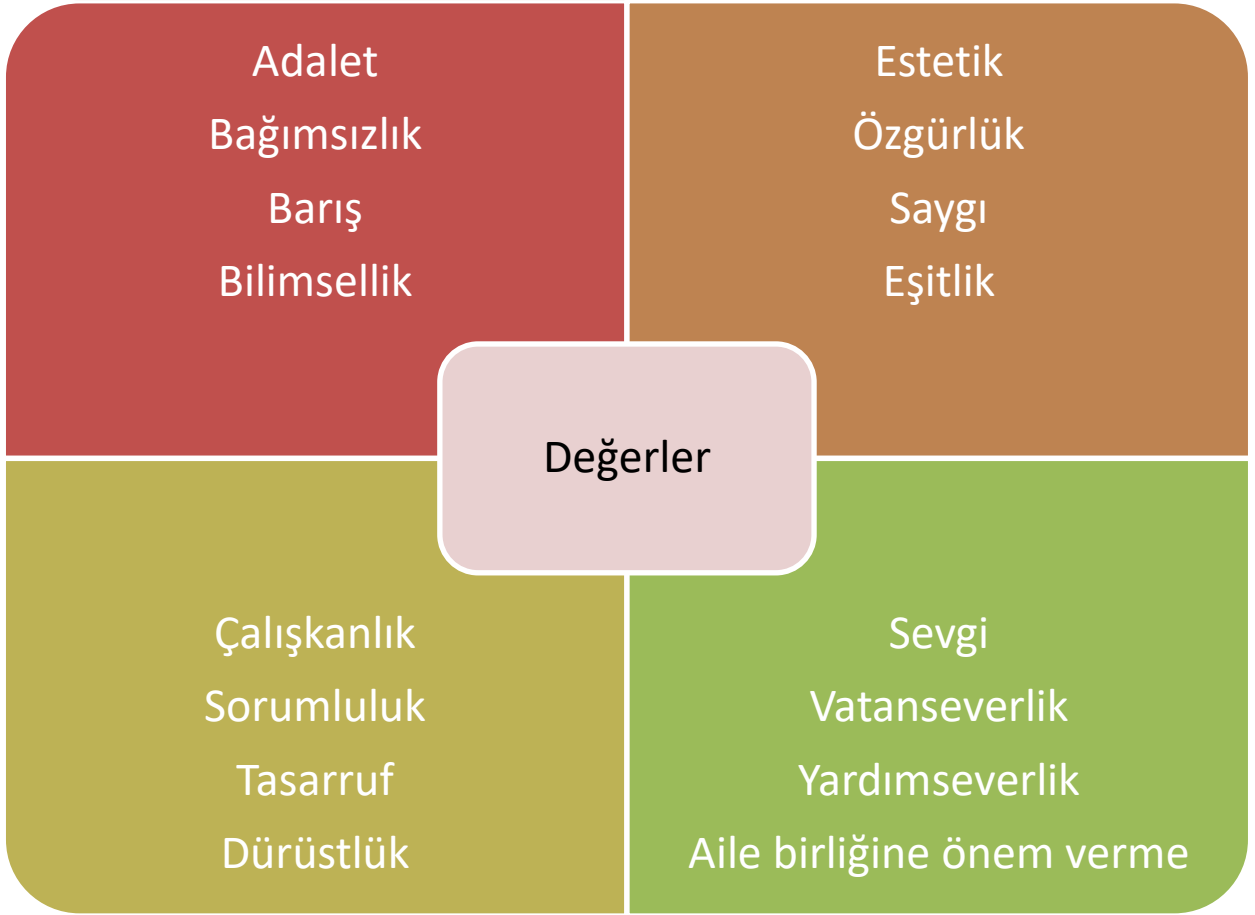 Adalet
Bağımsızlık
Barış
Bilimsellik
Estetik
Özgürlük
Saygı
Eşitlik
Değerler
Çalışkanlık
Sorumluluk
Tasarruf
Dürüstlük
Sevgi
Vatanseverlik
Yardımseverlik
Aile birliğine önem verme